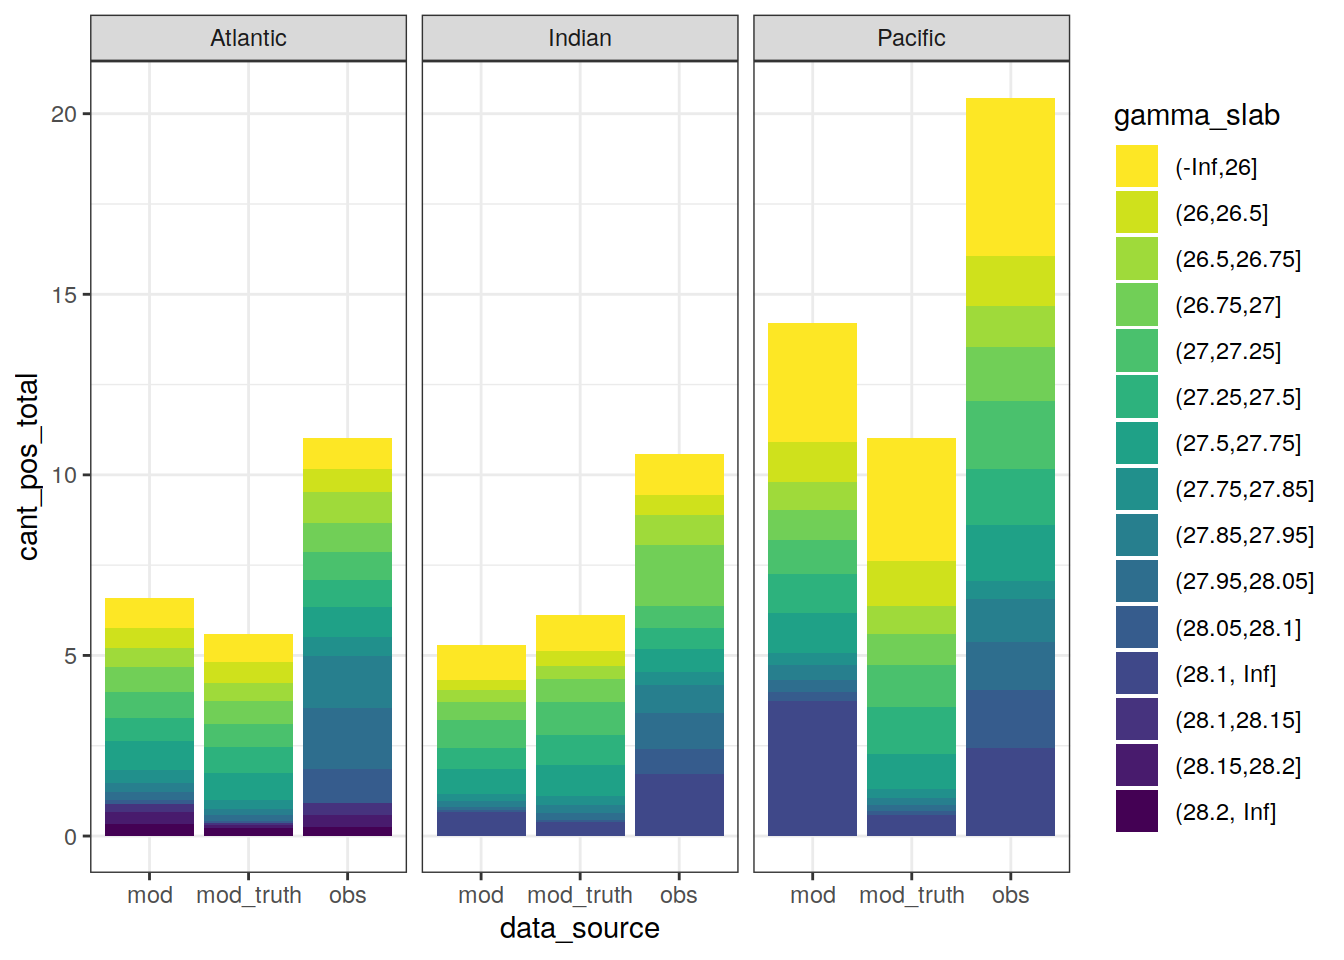 Atlantic
Indian
Pacific
20
15
10
5
0
cant_pos_total
mod
mod_truth
obs
mod
mod_truth
obs
mod
mod_truth
obs
data_source
gamma_slab
(-Inf,26]
(26,26.5]
(26.5,26.75]
(26.75,27]
(27,27.25]
(27.25,27.5]
(27.5,27.75]
(27.75,27.85]
(27.85,27.95]
(27.95,28.05]
(28.05,28.1]
(28.1, Inf]
(28.1,28.15]
(28.15,28.2]
(28.2, Inf]